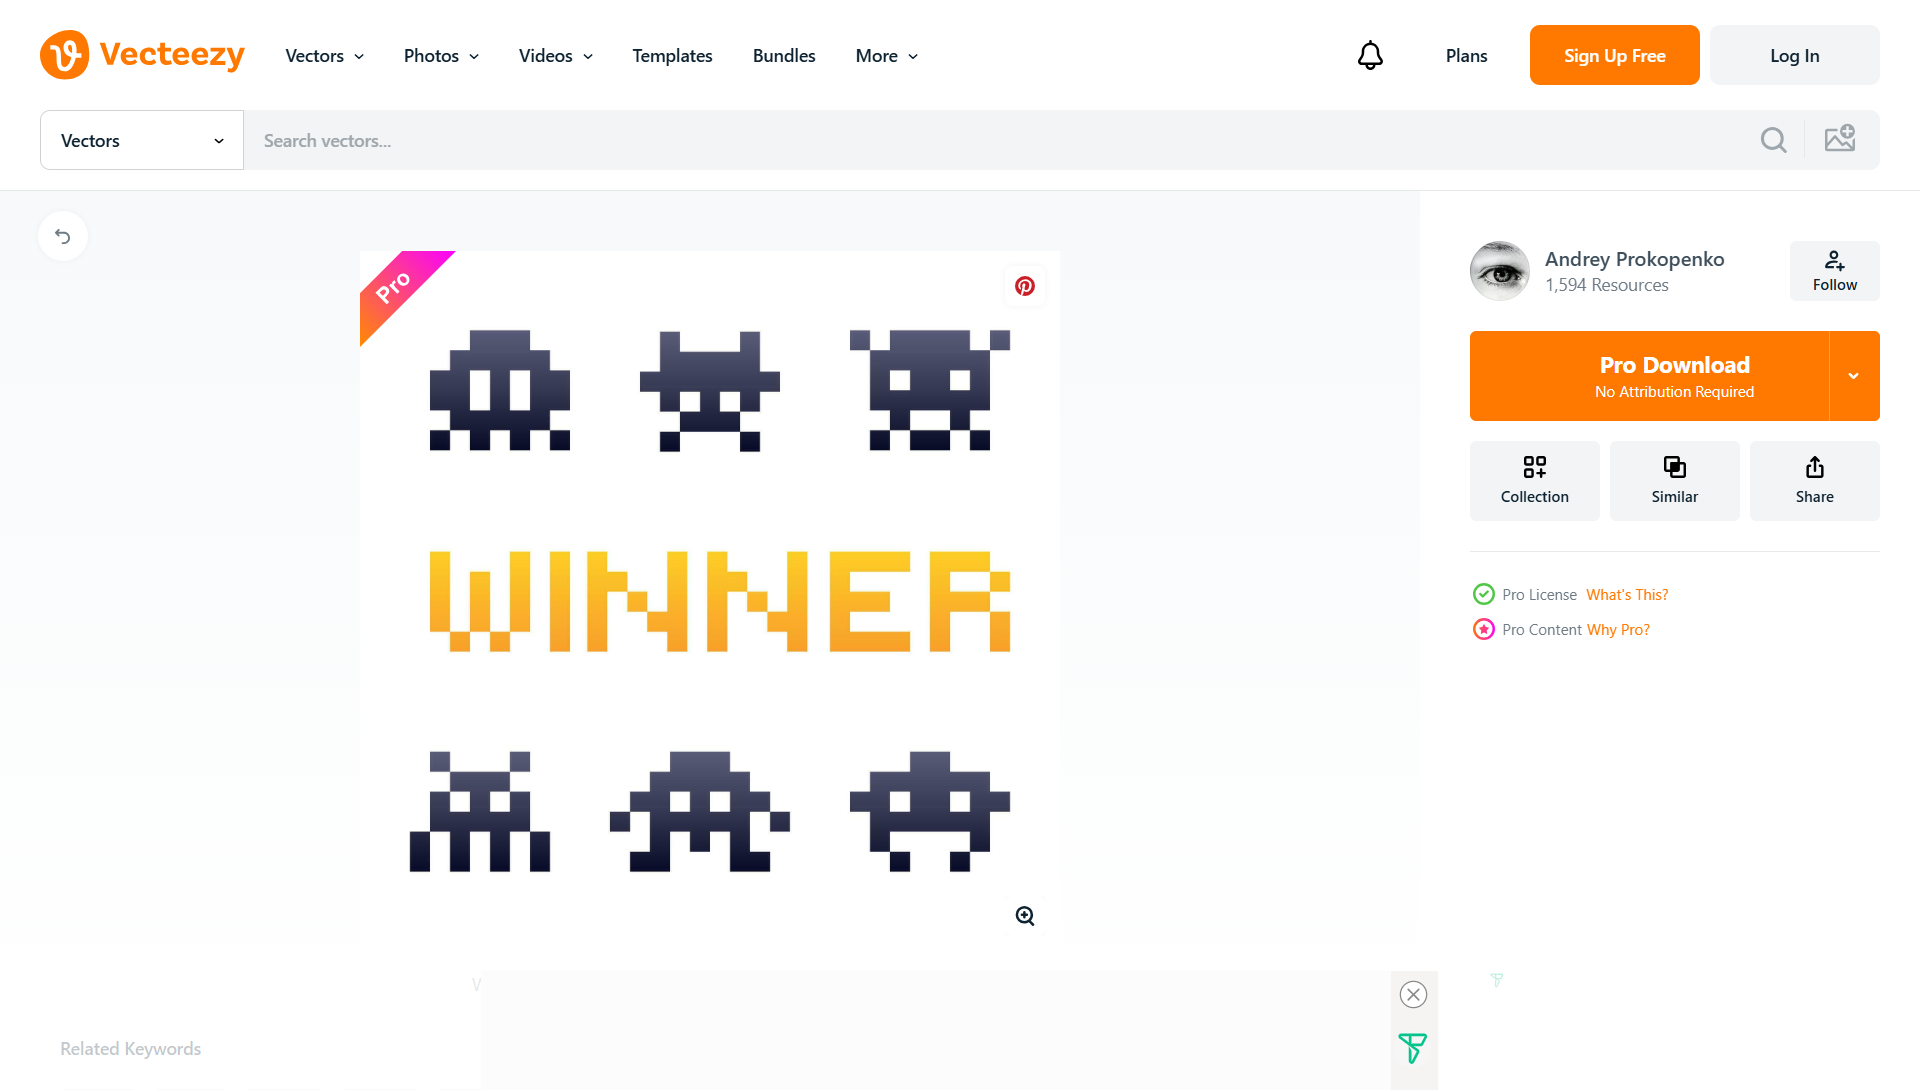 Vecteezy
Vectors Photos Videos Templates Bundles More Plans Sign Up Free Log In
Vectors Search vectors...
Pro
Andrey Prokopenko
1,594 Resources
Follow
Pro Download
No Attribution Required
Collection Similar Share
WINNER
Pro License What's This?
Pro Content Why Pro?
Related Keywords